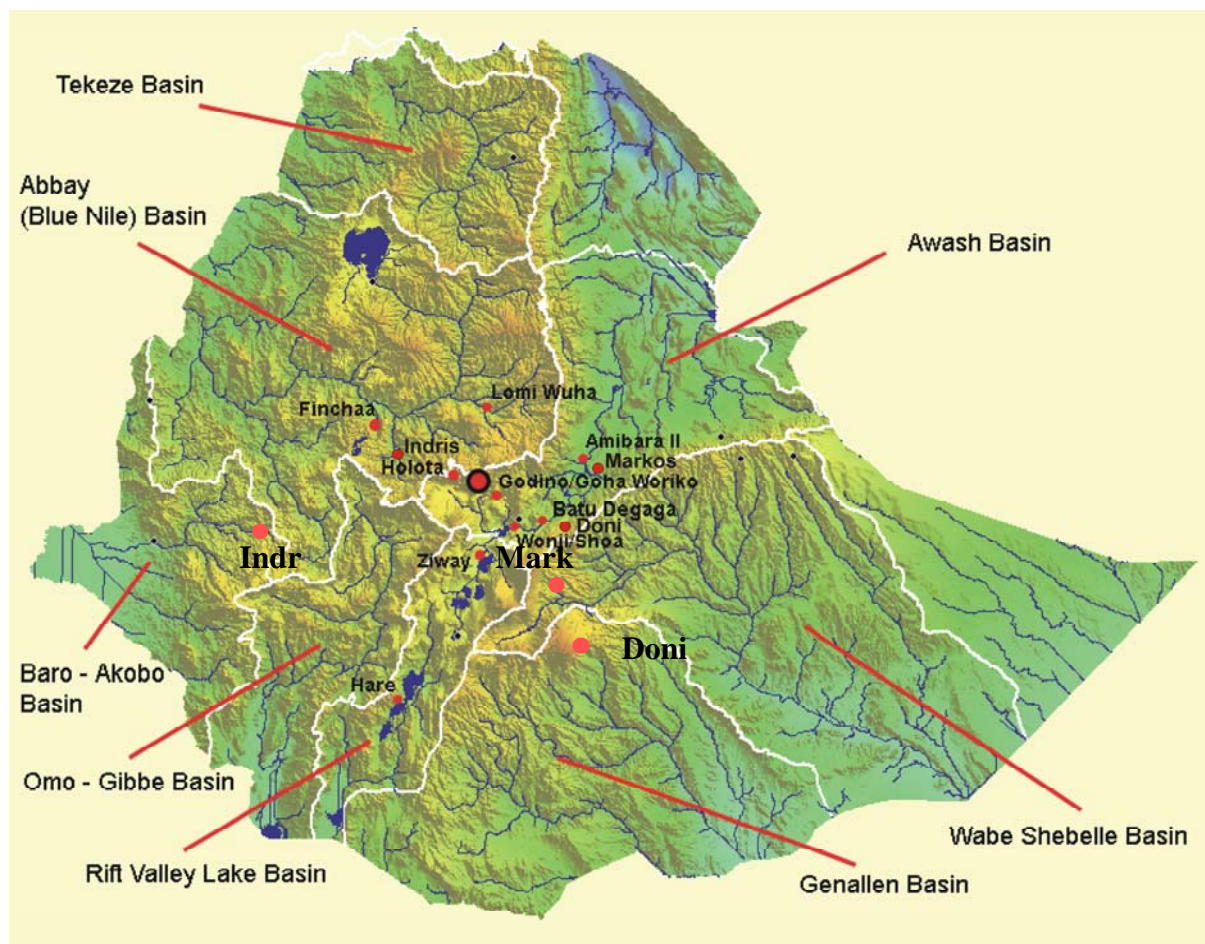 Tekeze Basin
Abbay
(Blue Nile) Basin
Awash Basin
Lomi Wuha
Finchaa
Indris
Amibara II
Holota
Markos
Godino/Goha Woriko
Batu Degaga
Doni
Wonji/Shoa
Indr
Ziway
Mark
Doni
Baro - Akobo
Basin
Hare
Omo - Gibbe Basin
Wabe Shebelle Basin
Rift Valley Lake Basin
Genallen Basin